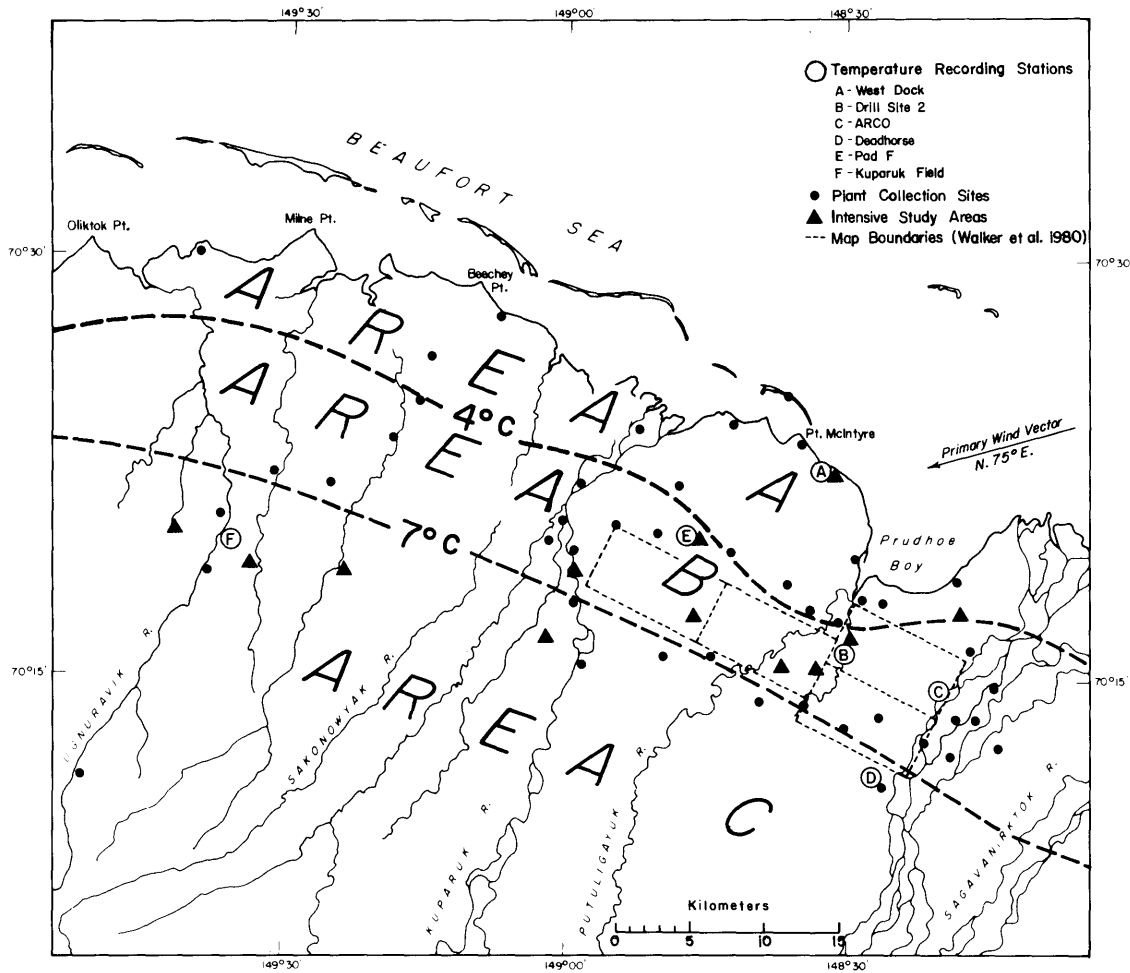 149°30'
149°00'
148°30'
Temperature Recording Stations
A - West Dock
B - Drill Site 2
C - ARCO
D - Deadhorse
E - Pad F
F - Kuparuk Field
Plant Collection Sites
Intensive Study Areas
Map Boundaries (Walker et al. 1980)
BEAUFORT SEA
Oliktok Pt.
Milne Pt.
Beechey Pt.
70°30'
70°30
AREA A
4°C
Pt. McIntyre
Primary Wind Vector
N. 75° E.
A
AREA B
7°C
E
F
Prudhoe Bay
B
C
D
70°15'
70°15'
AREA C
UGNURAVIK R.
SAKONOWYAK R.
KUPARUK R.
PUTULIGAYUK R.
SAGAVANIRKTOK R.
Kilometers
0 5 10 15
149°30'
149°00'
148°30'